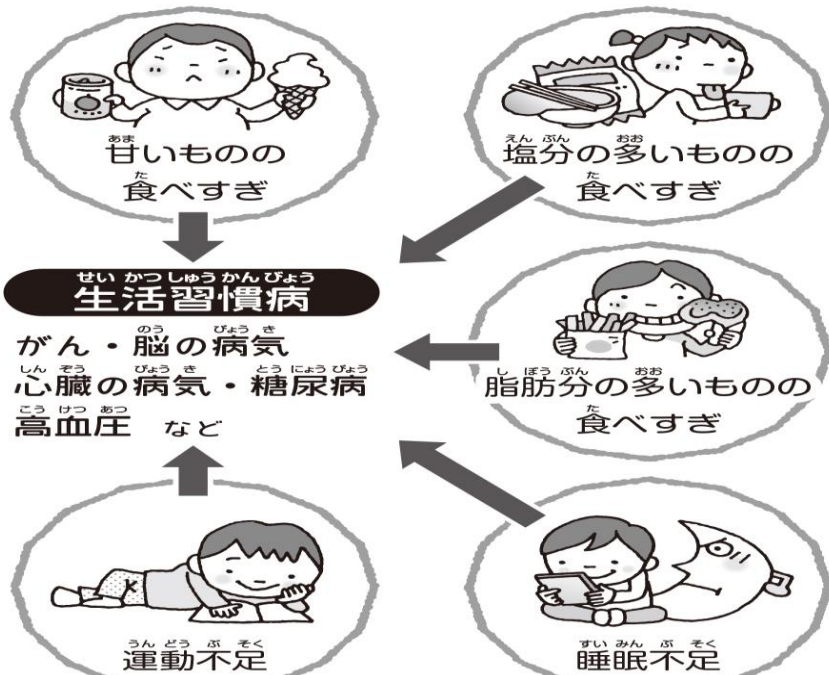 甘いものの
食べすぎ
塩分の多いものの
食べすぎ
生活習慣病
がん・脳の病気
心臓の病気・糖尿病
高血圧 など
脂肪分の多いものの
食べすぎ
運動不足
睡眠不足